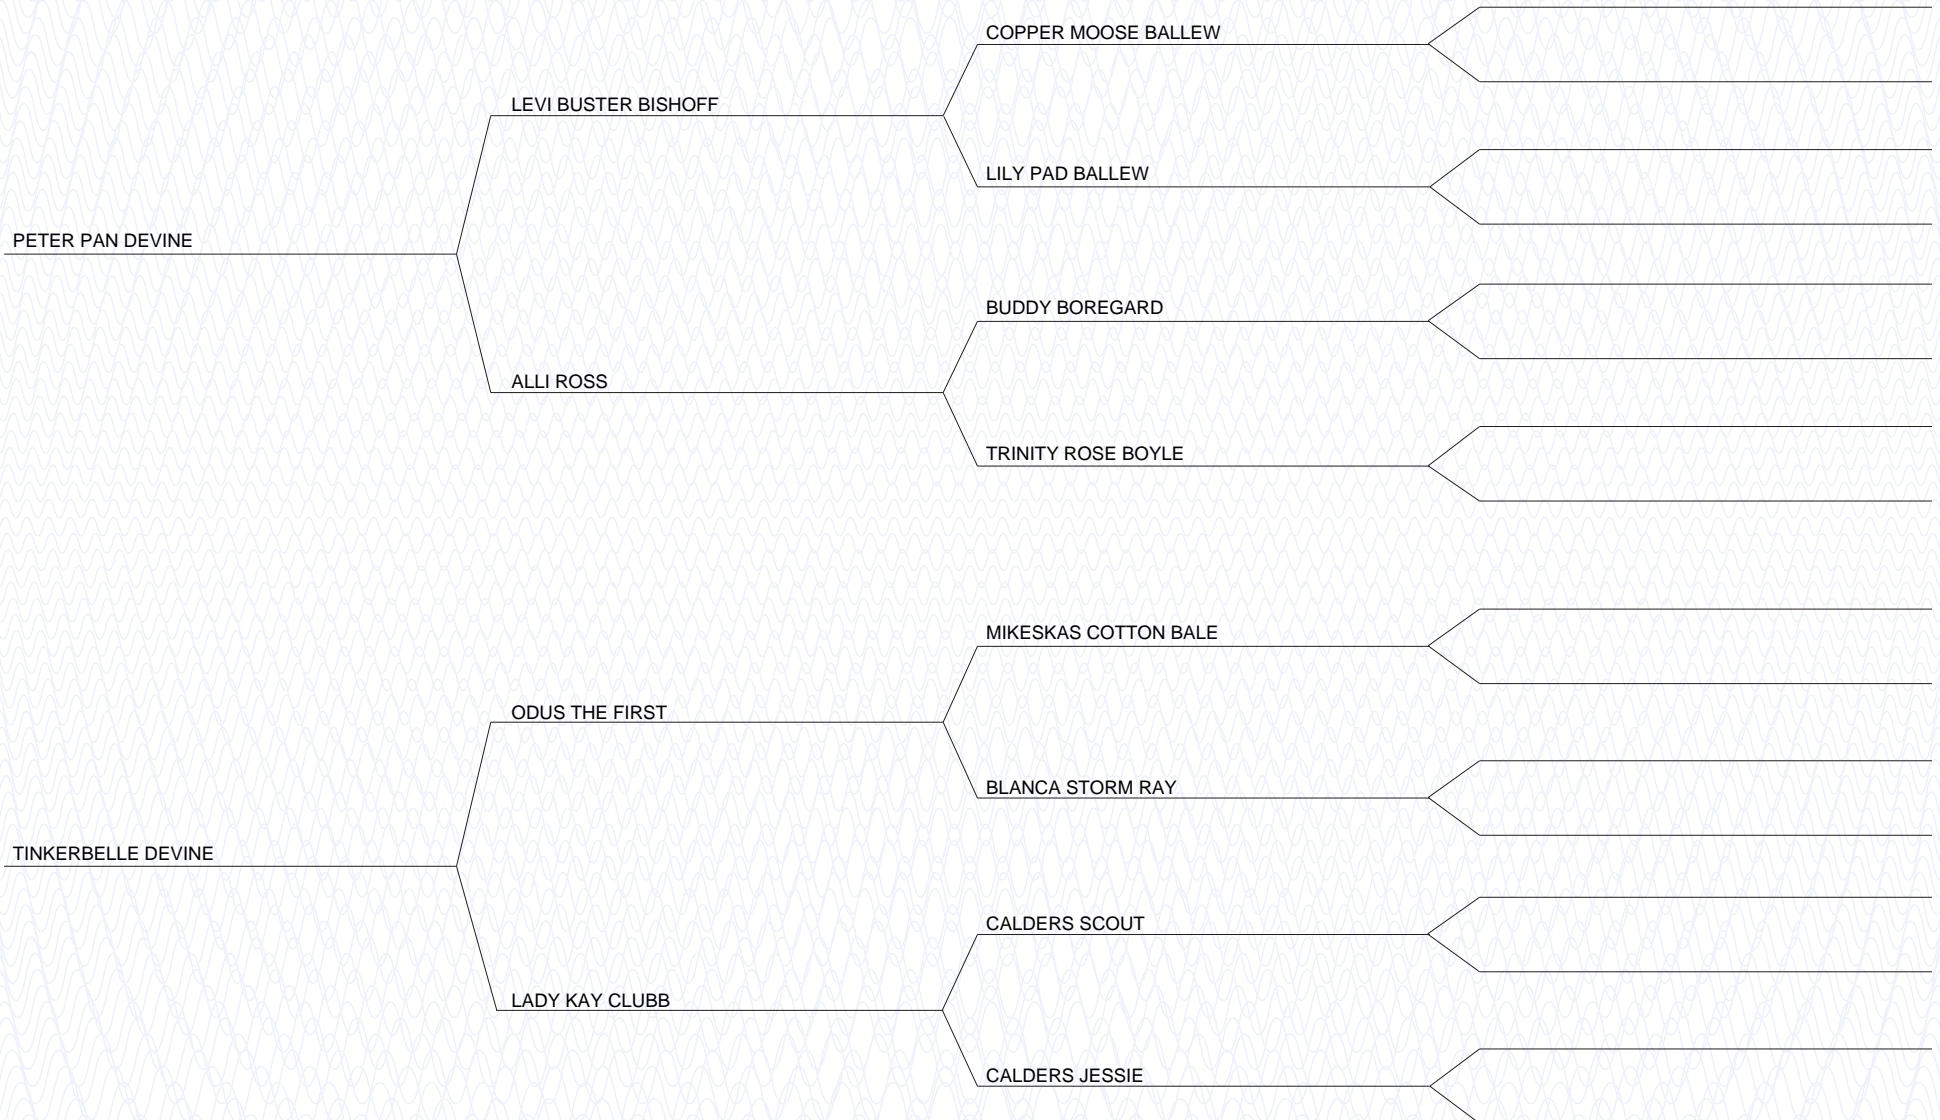 COPPER MOOSE BALLEW
LEVI BUSTER BISHOFF
LILY PAD BALLEW
PETER PAN DEVINE
BUDDY BOREGARD
ALLI ROSS
TRINITY ROSE BOYLE
MIKESKAS COTTON BALE
ODUS THE FIRST
BLANCA STORM RAY
TINKERBELLE DEVINE
CALDERS SCOUT
LADY KAY CLUBB
CALDERS JESSIE